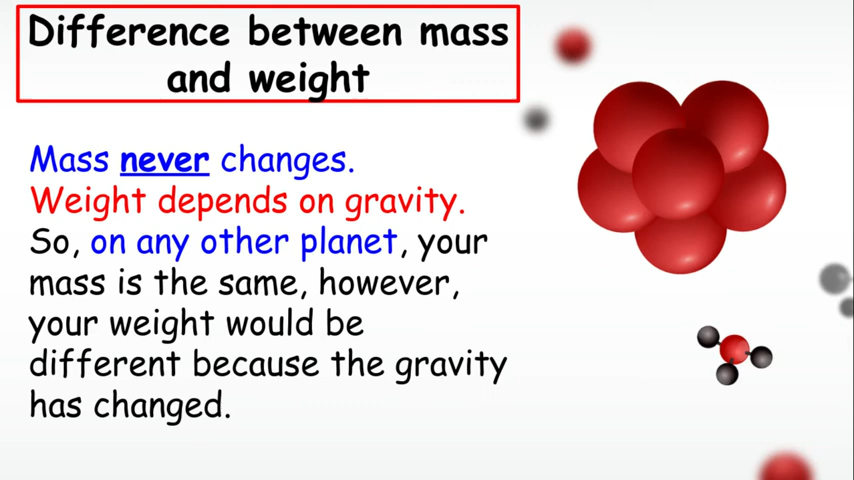 Difference between mass
and weight
Mass never changes.
Weight depends on gravity.
So, on any other planet, your
mass is the same, however,
your weight would be
different because the gravity
has changed.